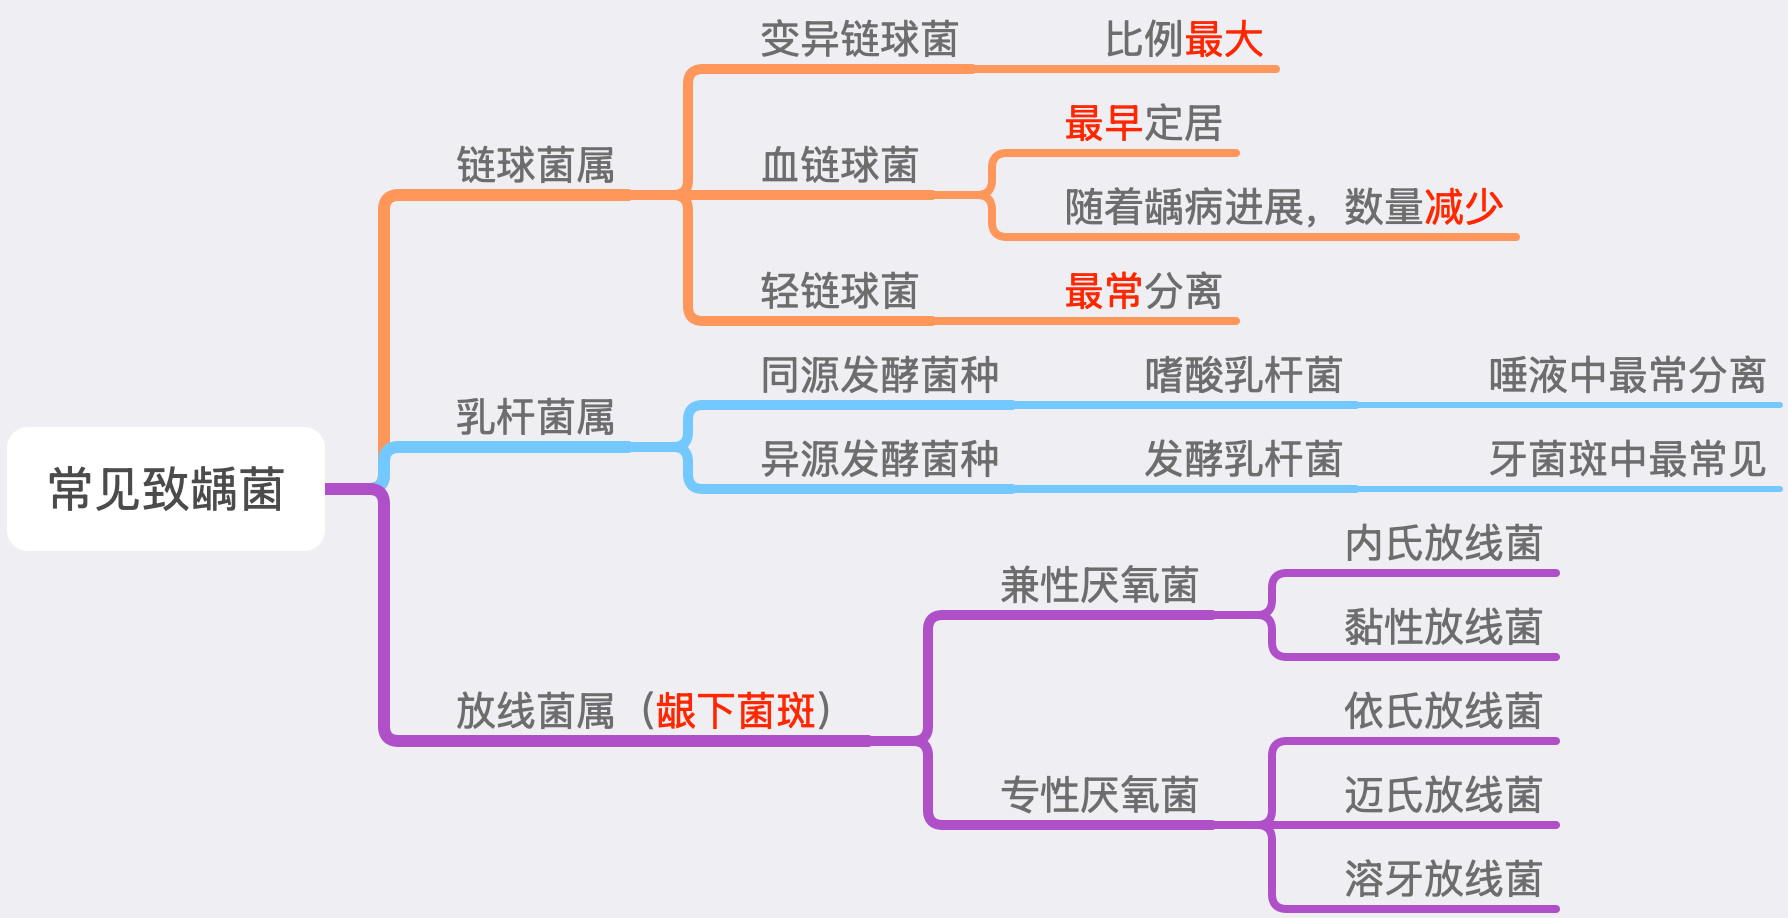 常见致龋菌
链球菌属
变异链球菌
比例最大
血链球菌
最早定居
随着龋病进展，数量减少
轻链球菌
最常分离
乳杆菌属
同源发酵菌种
嗜酸乳杆菌
唾液中最常分离
异源发酵菌种
发酵乳杆菌
牙菌斑中最常见
放线菌属（龈下菌斑）
兼性厌氧菌
内氏放线菌
黏性放线菌
专性厌氧菌
依氏放线菌
迈氏放线菌
溶牙放线菌